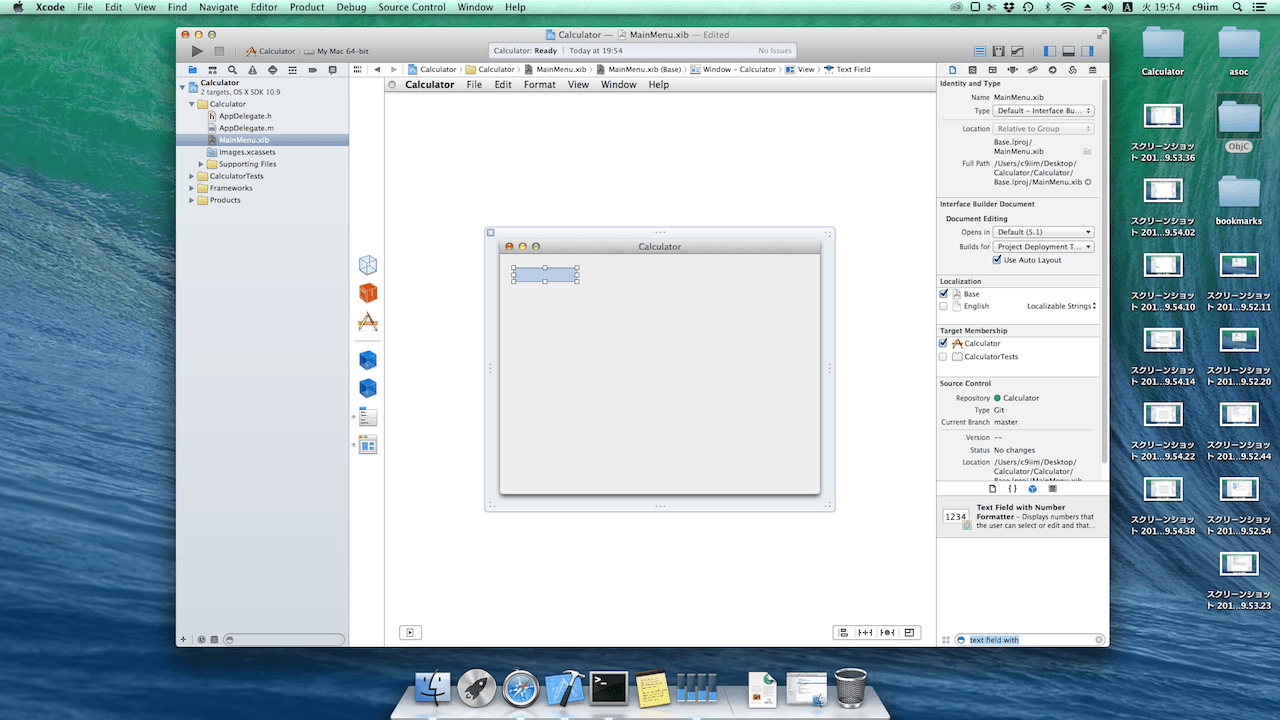 Xcode File Edit View Find Navigate Editor Product Debug Source Control Window Help
火 19:54 c9iim
Calculator — MainMenu.xib — Edited
Calculator My Mac 64-bit
Calculator: Ready Today at 19:54 No Issues
Calculator Calculator MainMenu.xib MainMenu.xib (Base) Window – Calculator View Text Field
Calculator
2 targets, OS X SDK 10.9
Calculator
AppDelegate.h
AppDelegate.m
MainMenu.xib
Images.xcassets
Supporting Files
CalculatorTests
Frameworks
Products
Calculator File Edit Format View Window Help
Calculator
Identity and Type
Name MainMenu.xib
Type Default – Interface Bu...
Location Relative to Group
Base.lproj/
MainMenu.xib
Full Path /Users/c9iim/Desktop/
Calculator/Calculator/
Base.lproj/MainMenu.xib
Interface Builder Document
Document Editing
Opens in Default (5.1)
Builds for Project Deployment T...
Use Auto Layout
Localization
Base
English Localizable Strings
Target Membership
Calculator
CalculatorTests
Source Control
Repository Calculator
Type Git
Current Branch master
Version --
Status No changes
Location /Users/c9iim/Desktop/
Calculator/Calculator/
Base.lproj/MainMenu.xib
{ }
1234
Text Field with Number
Formatter – Displays numbers that
the user can select or edit and that...
text field with
Calculator
asoc
スクリーンショッ
ト 201...9.53.36
ObjC
スクリーンショッ
ト 201...9.54.02
bookmarks
スクリーンショッ
ト 201...9.54.10
スクリーンショッ
ト 201...9.52.11
スクリーンショッ
ト 201...9.54.14
スクリーンショッ
ト 201...9.52.20
スクリーンショッ
ト 201...9.54.22
スクリーンショッ
ト 201...9.52.44
スクリーンショッ
ト 201...9.54.38
スクリーンショッ
ト 201...9.52.54
スクリーンショッ
ト 201...9.53.23